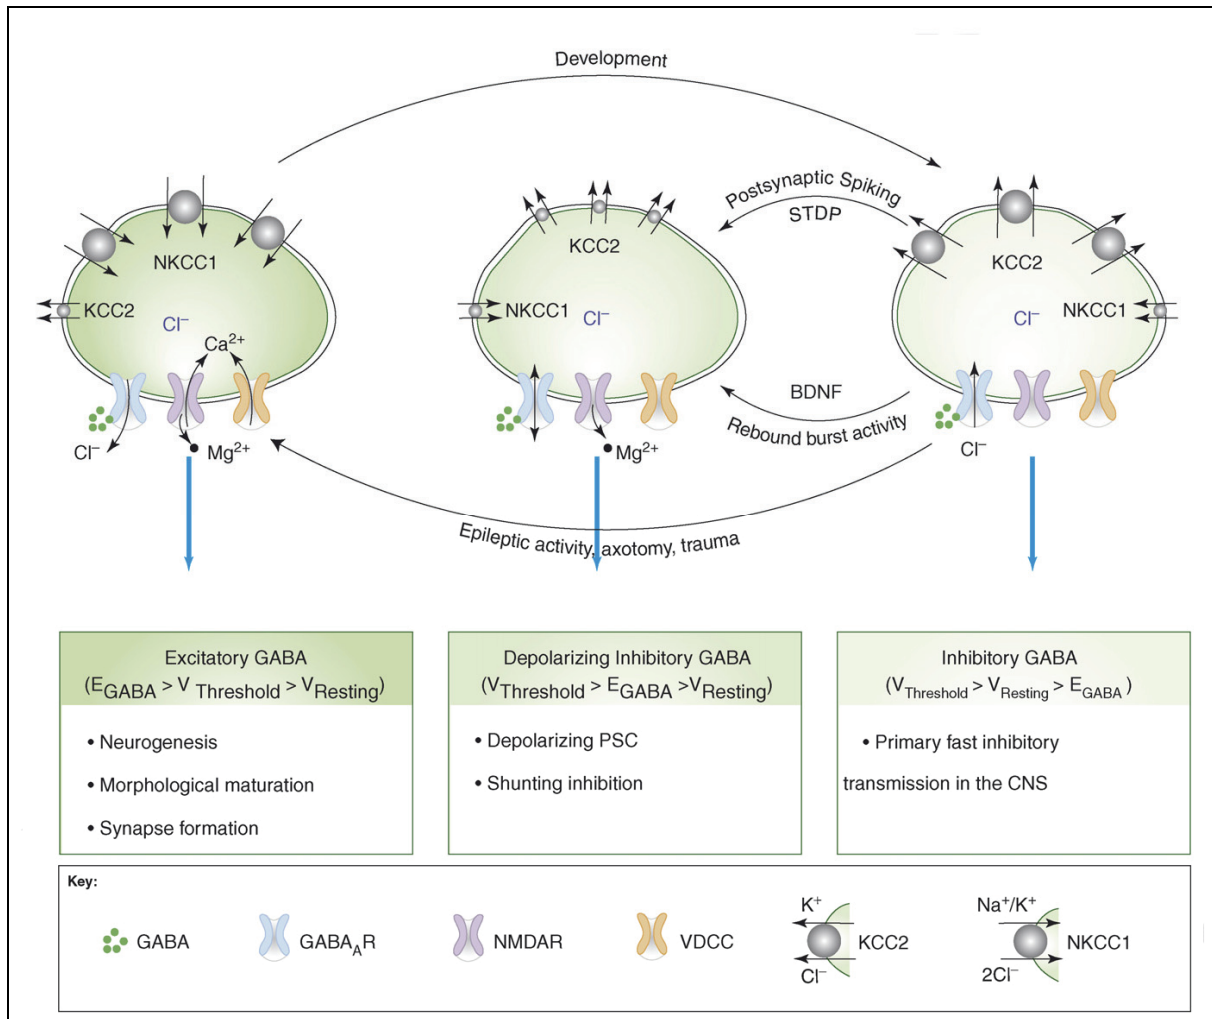 Development
Postsynaptic Spiking
STDP
NKCC1
KCC2
Cl⁻
Ca²⁺
Cl⁻
Mg²⁺
KCC2
NKCC1
Cl⁻
Mg²⁺
KCC2
NKCC1
Cl⁻
Cl⁻
BDNF
Rebound burst activity
Epileptic activity, axotomy, trauma
Excitatory GABA
(E_GABA > V_Threshold > V_Resting)
• Neurogenesis
• Morphological maturation
• Synapse formation
Depolarizing Inhibitory GABA
(V_Threshold > E_GABA >V_Resting)
• Depolarizing PSC
• Shunting inhibition
Inhibitory GABA
(V_Threshold > V_Resting > E_GABA )
• Primary fast inhibitory
transmission in the CNS
Key:
GABA
GABA_AR
NMDAR
VDCC
K⁺
KCC2
Cl⁻
Na⁺/K⁺
NKCC1
2Cl⁻